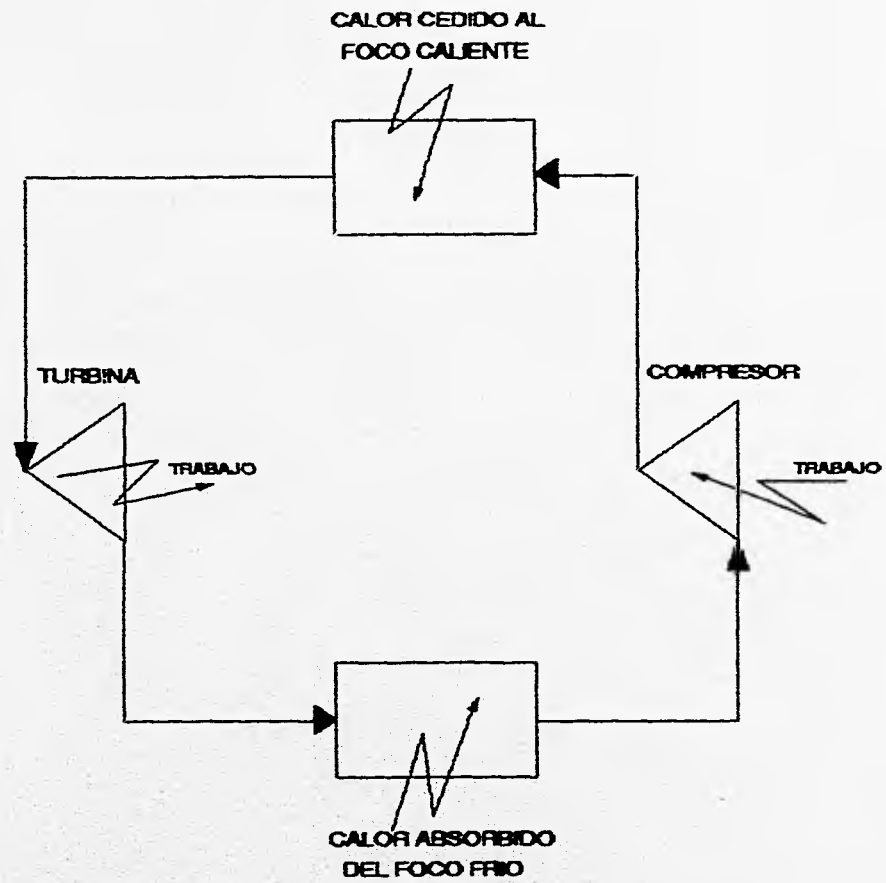 CALOR CEDIDO AL
FOCO CALIENTE
TURBINA
COMPRESOR
TRABAJO
TRABAJO
CALOR ABSORBIDO
DEL FOCO FRIO